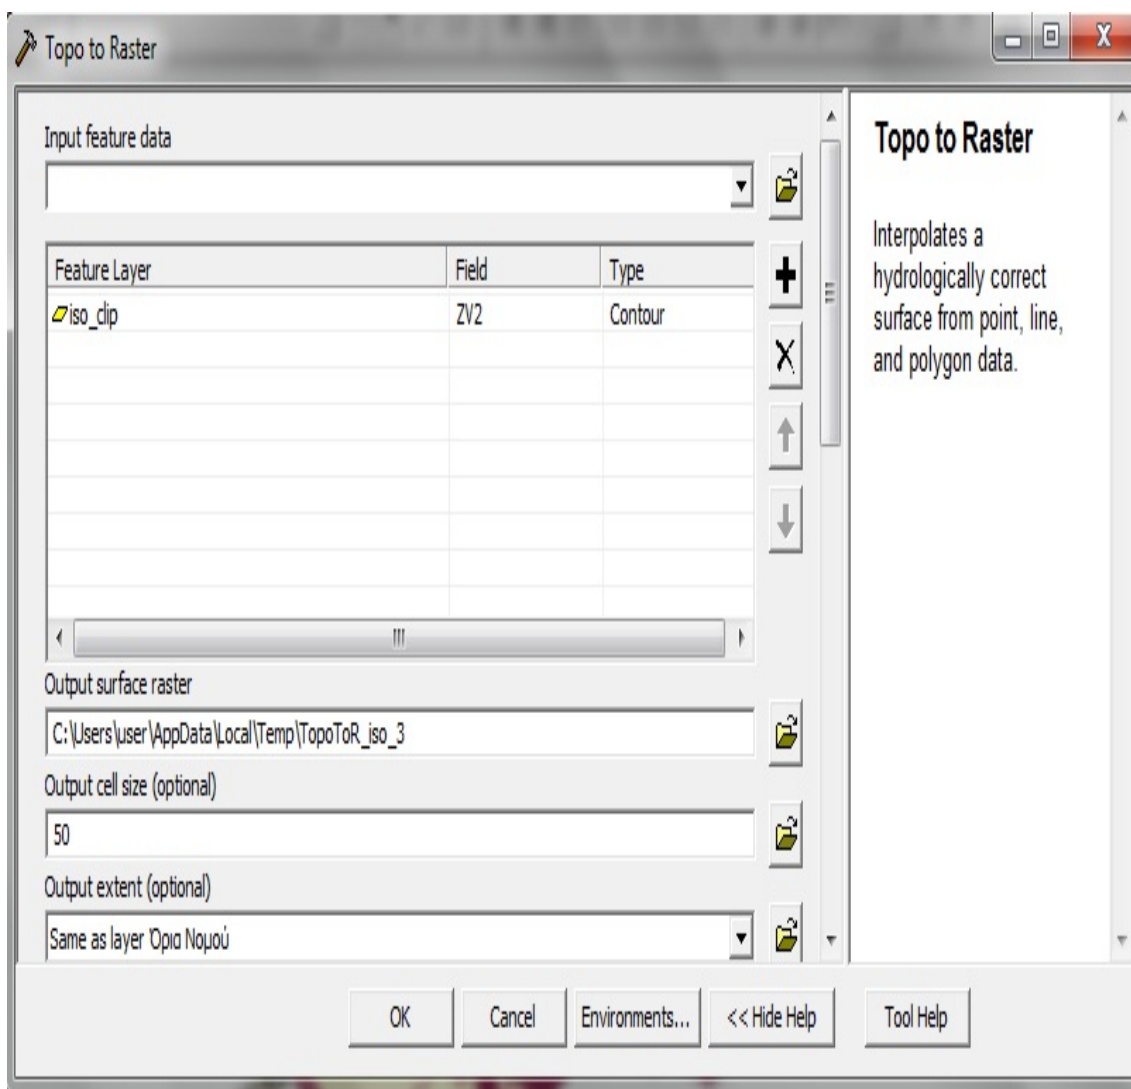 Topo to Raster
Input feature data
Feature Layer Field Type
iso_clip ZV2 Contour
Output surface raster
C:\Users\user\AppData\Local\Temp\TopoToR_iso_3
Output cell size (optional)
50
Output extent (optional)
Same as layer Όρια Νομού
OK Cancel Environments... << Hide Help Tool Help
Topo to Raster
Interpolates a
hydrologically correct
surface from point, line,
and polygon data.